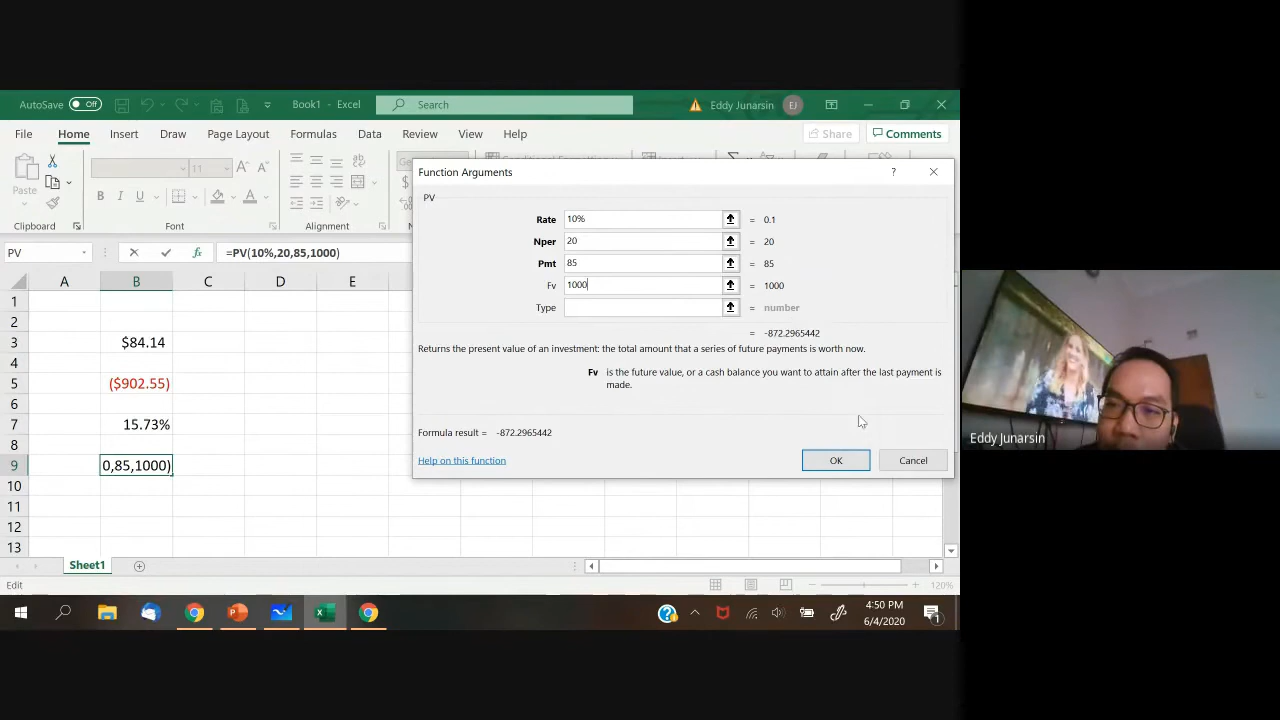 AutoSave Off Book1 - Excel Search Eddy Junarsin EJ
File Home Insert Draw Page Layout Formulas Data Review View Help Share Comments
Paste
11 A A ab
B I U A
$
Clipboard Font Alignment
Function Arguments ? ×
PV
Rate 10% = 0.1
Nper 20 = 20
Pmt 85 = 85
Fv 1000 = 1000
Type = number
= -872.2965442
Returns the present value of an investment: the total amount that a series of future payments is worth now.
Fv is the future value, or a cash balance you want to attain after the last payment is
made.
Formula result = -872.2965442
Help on this function OK Cancel
PV fx =PV(10%,20,85,1000)
A B C D E
1
2
3 $84.14
4
5 ($902.55)
6
7 15.73%
8
9 0,85,1000)
10
11
12
13
Sheet1
Edit 120%
4:50 PM
6/4/2020
1
Eddy Junarsin